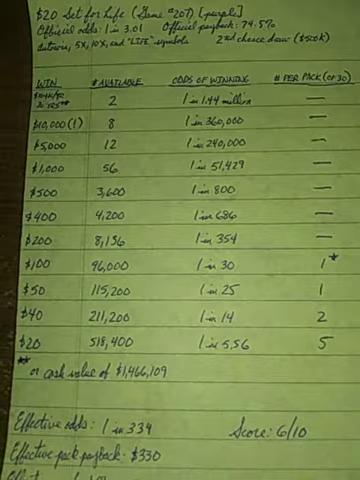 $20 Set for Life (Game #207) [purple]
Official odds: 1 in 3.01 Official payback: 74.5%
autowin, 5X, 10X, and "LIFE" symbols 2nd chance draw ($500K)
WIN # AVAILABLE ODDS OF WINNING # PER PACK (OF 30)
2 1 in 1.44 million —
$10,000 (1) 8 1 in 360,000 —
$5,000 12 1 in 240,000 —
$1,000 56 1 in 51,429 —
$500 3,600 1 in 800 —
$400 4,200 1 in 686 —
$200 8,136 1 in 354 —
$100 96,000 1 in 30 1*
$50 115,200 1 in 25 1
$40 211,200 1 in 14 2
$20 518,400 1 in 5.56 5
** or cash value of $1,466,109
Effective odds: 1 in 3.34 Score: 6/10
Effective pack payback: $330